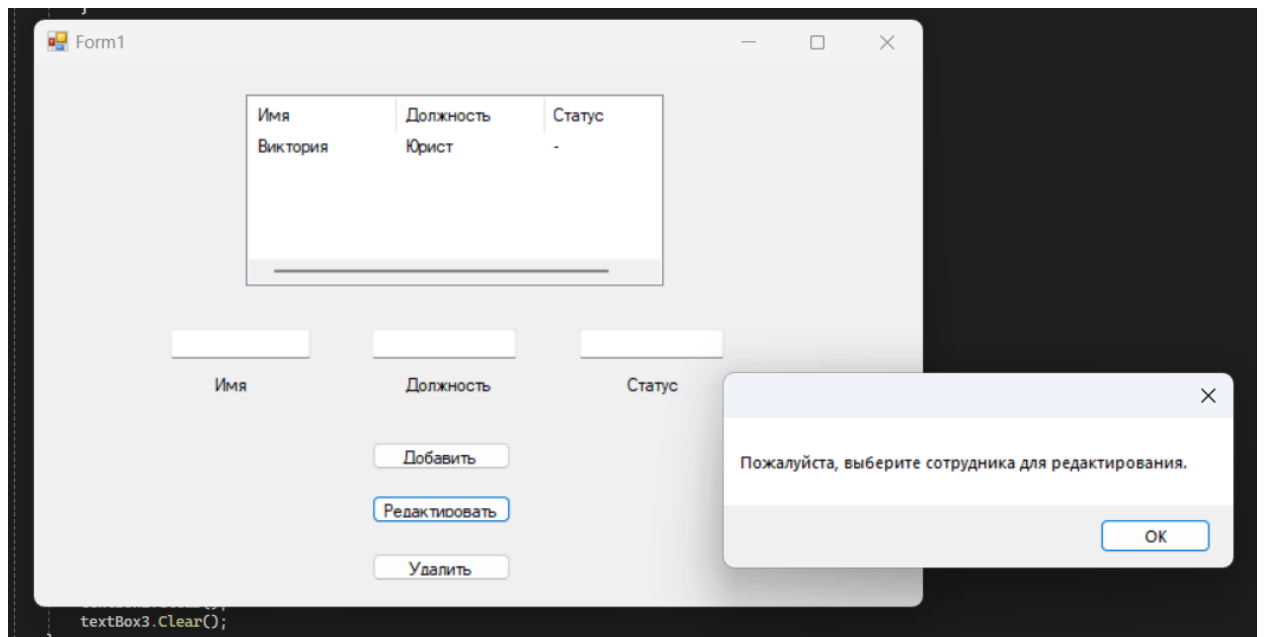 }
Form1
Имя Должность Статус
Виктория Юрист -
Имя Должность Статус
Добавить
Редактировать
Удалить
Пожалуйста, выберите сотрудника для редактирования.
ОК
textBox3.Clear();